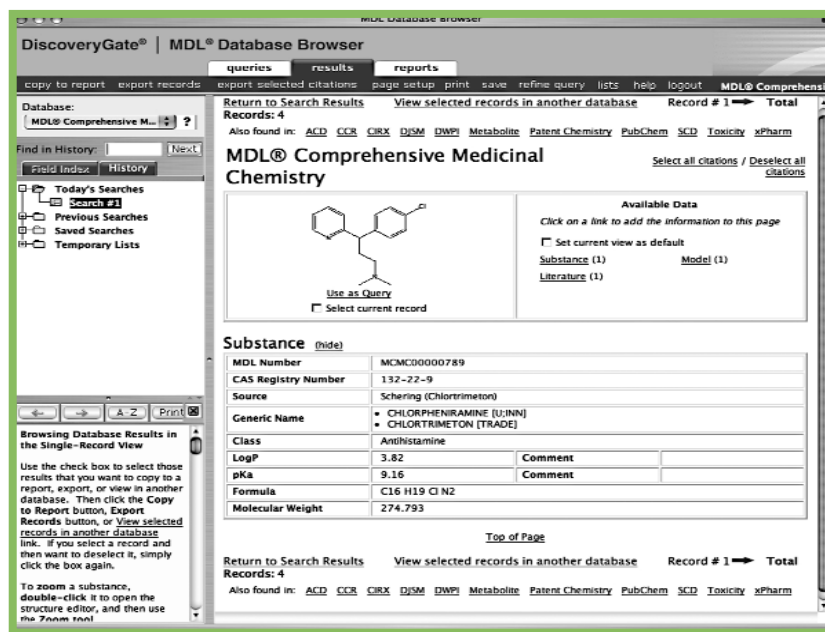 MDL Database Browser
DiscoveryGate® | MDL® Database Browser
queries results reports
copy to report export records export selected citations page setup print save refine query lists help logout MDL® Comprehensi
Database:
MDL® Comprehensive M... ?
Find in History: Next
Field Index History
Today's Searches
Search #1
Previous Searches
Saved Searches
Temporary Lists
A-Z Print
Browsing Database Results in
the Single-Record View
Use the check box to select those
results that you want to copy to a
report, export, or view in another
database. Then click the Copy
to Report button, Export
Records button, or View selected
records in another database
link. If you select a record and
then want to deselect it, simply
click the box again.
To zoom a substance,
double-click it to open the
structure editor, and then use
the Zoom tool
Return to Search Results View selected records in another database Record # 1 Total
Records: 4
Also found in: ACD CCR CIRX DJSM DWPI Metabolite Patent Chemistry PubChem SCD Toxicity xPharm
MDL® Comprehensive Medicinal
Chemistry
Select all citations / Deselect all
citations
N
Cl
N
Use as Query
Select current record
Available Data
Click on a link to add the information to this page
Set current view as default
Substance (1) Model (1)
Literature (1)
Substance (hide)
MDL Number MCMC00000789
CAS Registry Number 132-22-9
Source Schering (Chlortrimeton)
Generic Name • CHLORPHENIRAMINE [U;INN]
• CHLORTRIMETON [TRADE]
Class Antihistamine
LogP 3.82 Comment
pKa 9.16 Comment
Formula C16 H19 Cl N2
Molecular Weight 274.793
Top of Page
Return to Search Results View selected records in another database Record # 1 Total
Records: 4
Also found in: ACD CCR CIRX DJSM DWPI Metabolite Patent Chemistry PubChem SCD Toxicity xPharm